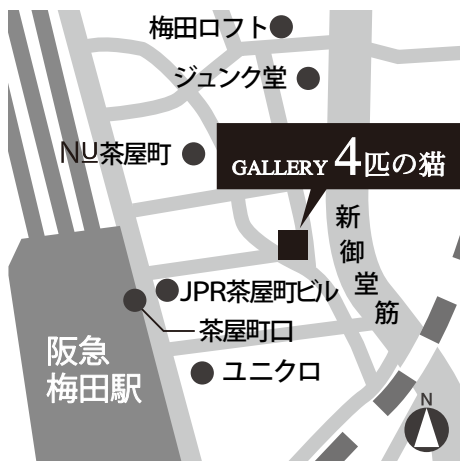 梅田ロフト
ジュンク堂
NU茶屋町
GALLERY 4匹の猫
新御堂筋
JPR茶屋町ビル
茶屋町口
阪急
梅田駅
ユニクロ
N